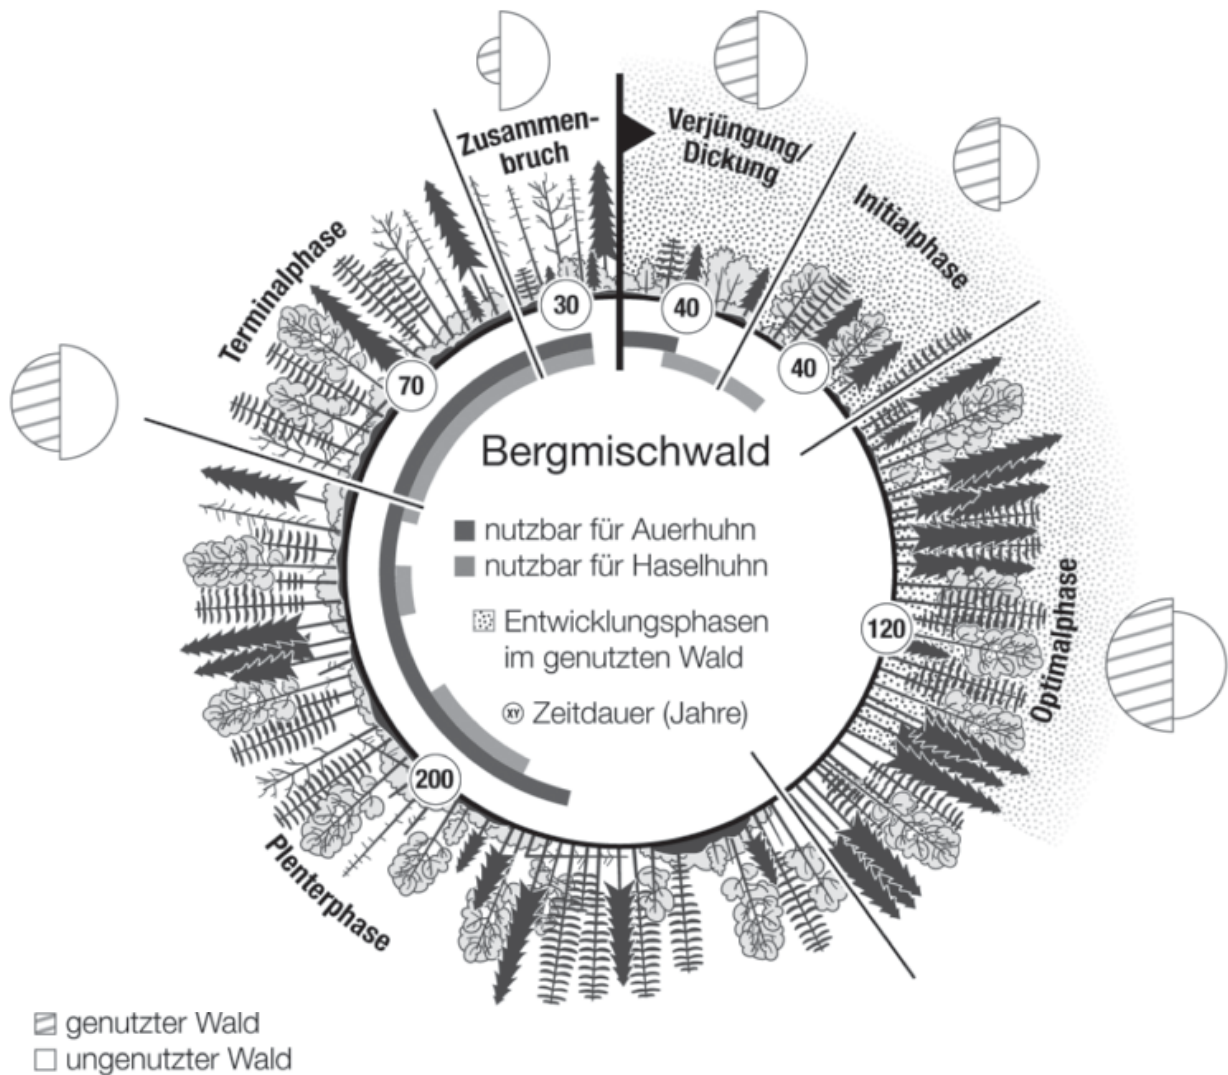 Zusammen-
bruch
Verjüngung/
Dickung
Initialphase
Terminalphase
30
40
40
70
Bergmischwald
nutzbar für Auerhuhn
nutzbar für Haselhuhn
Entwicklungsphasen
im genutzten Wald
XY Zeitdauer (Jahre)
120
Optimalphase
200
Plenterphase
genutzter Wald
ungenutzter Wald